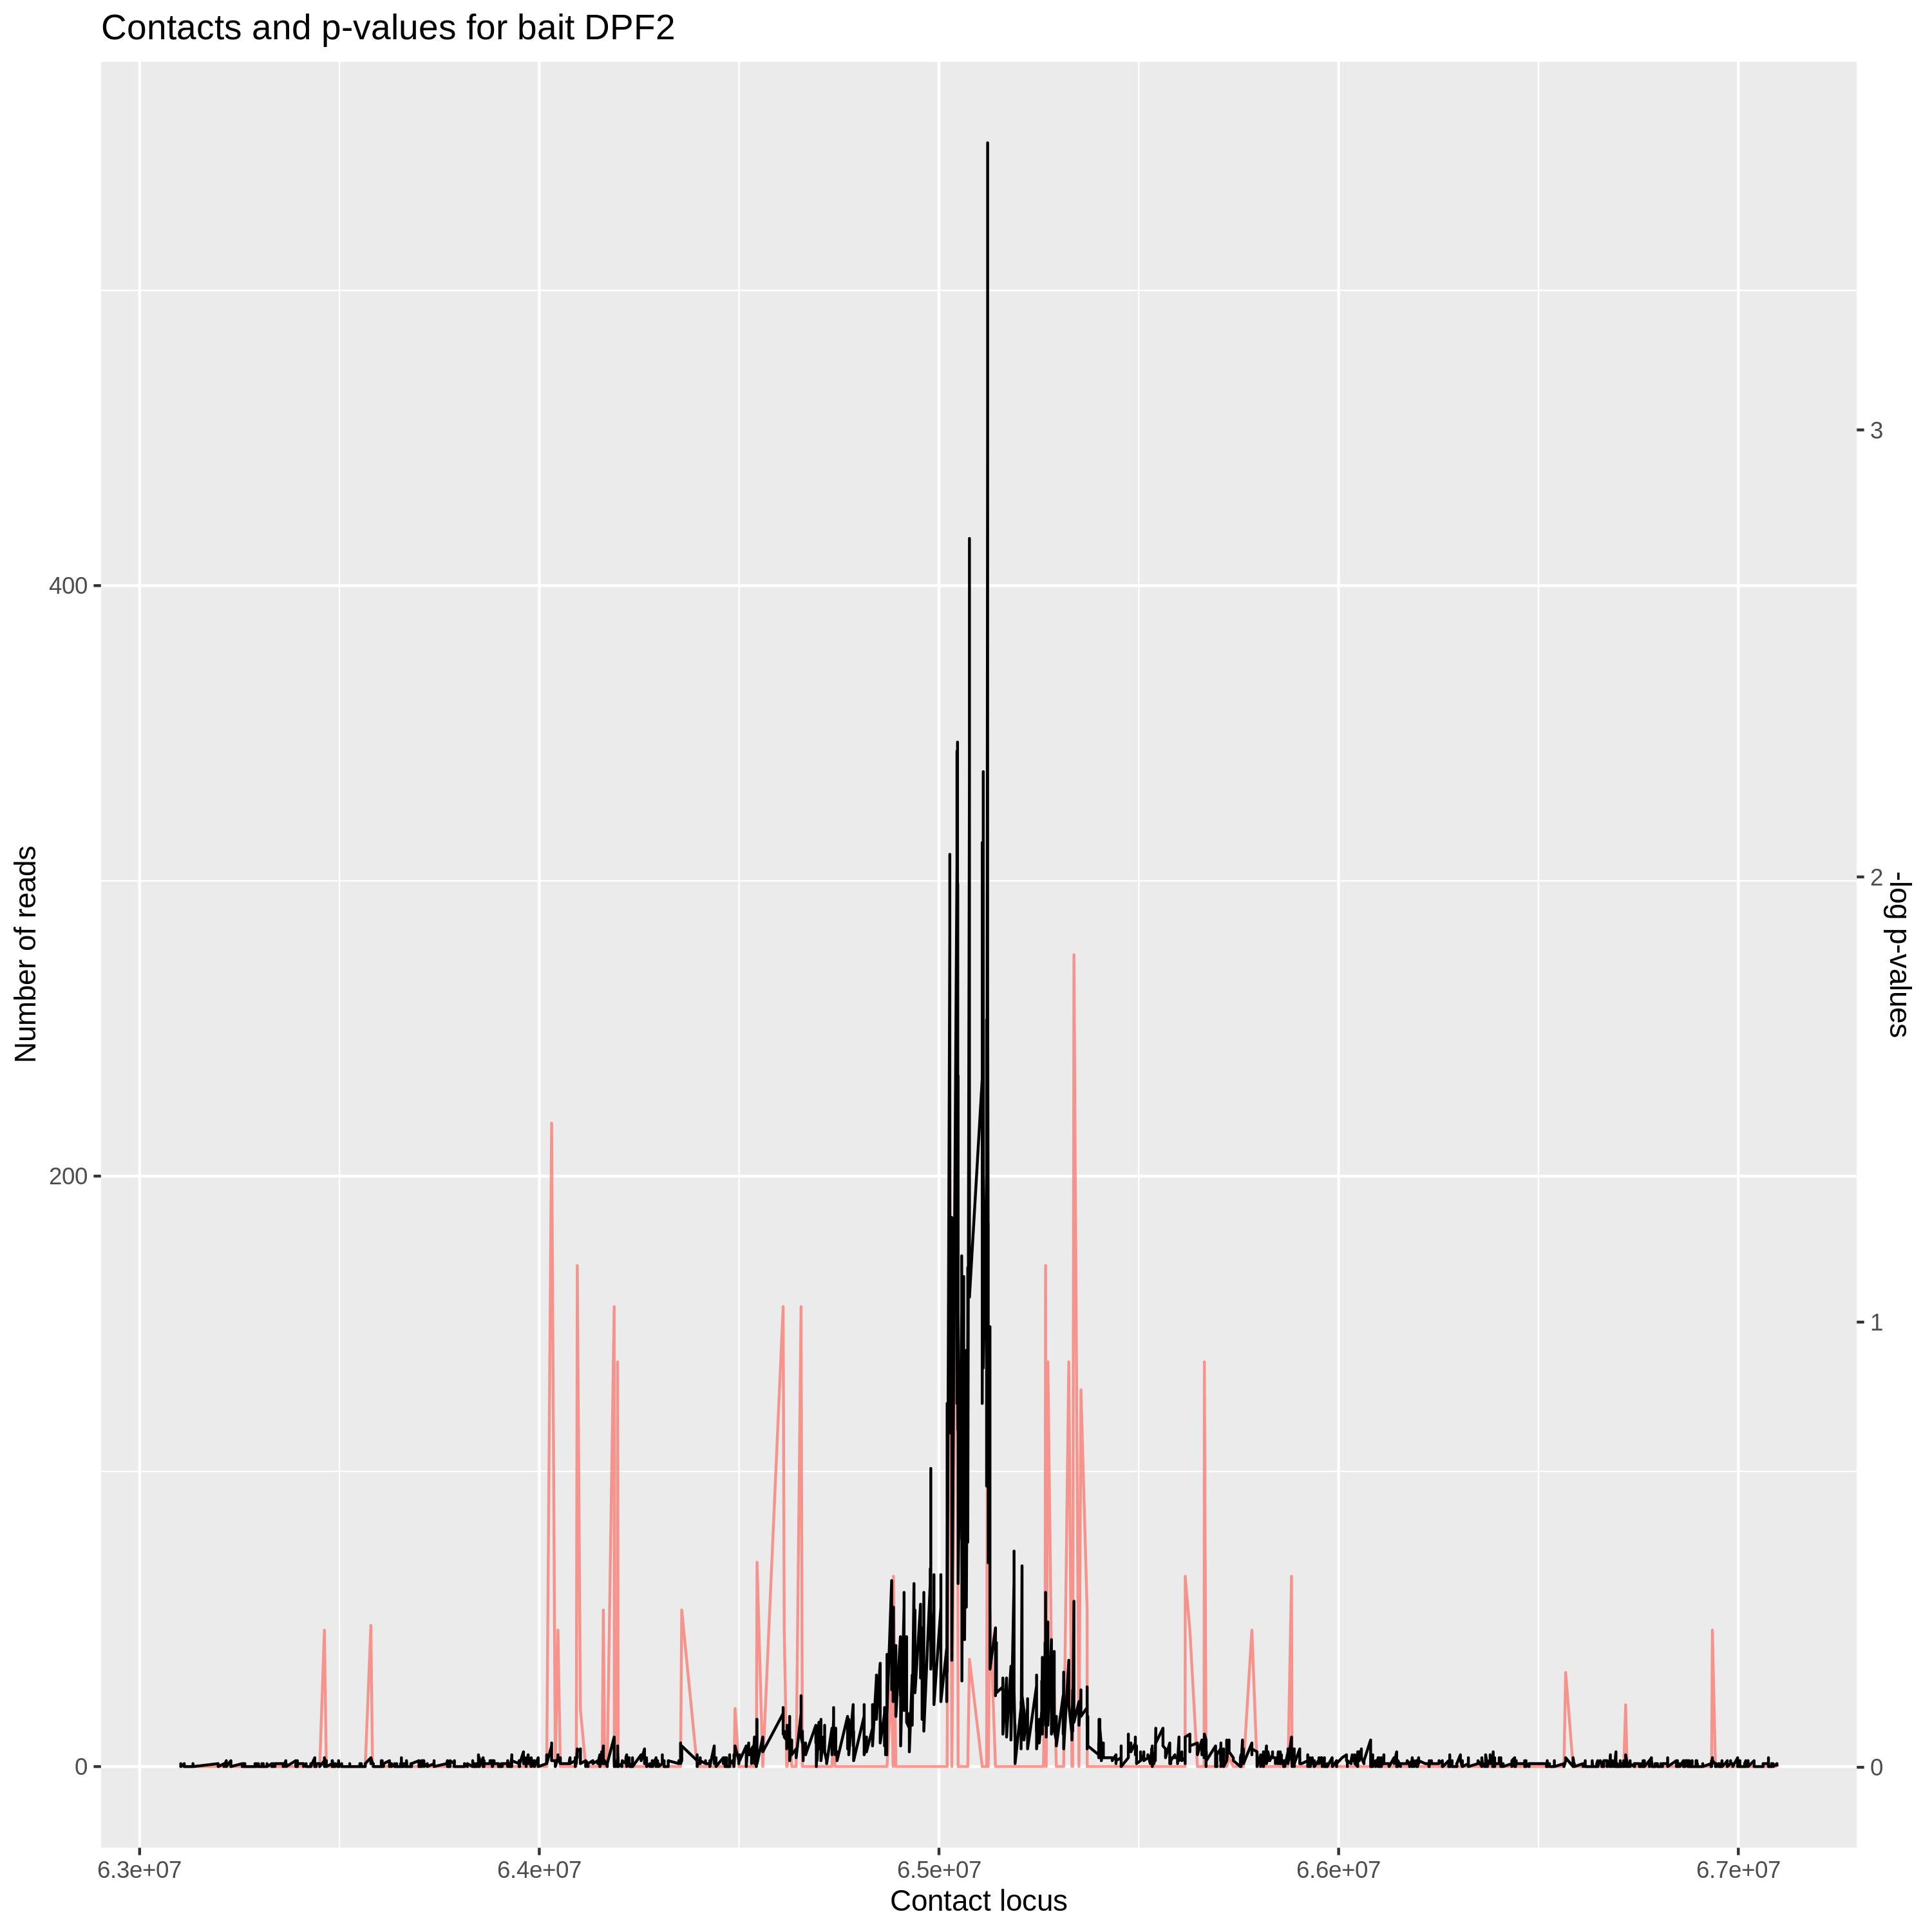 Contacts and p-values for bait DPF2
Number of reads
400
200
0
3
2
1
0
-log p-values
6.3e+07 6.4e+07 6.5e+07 6.6e+07 6.7e+07
Contact locus